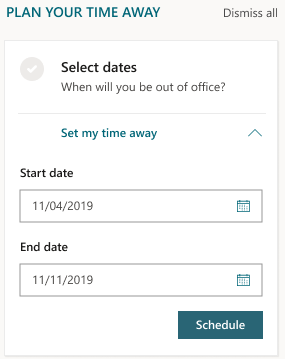 PLAN YOUR TIME AWAY Dismiss all
Select dates
When will you be out of office?
Set my time away
Start date
11/04/2019
End date
11/11/2019
Schedule